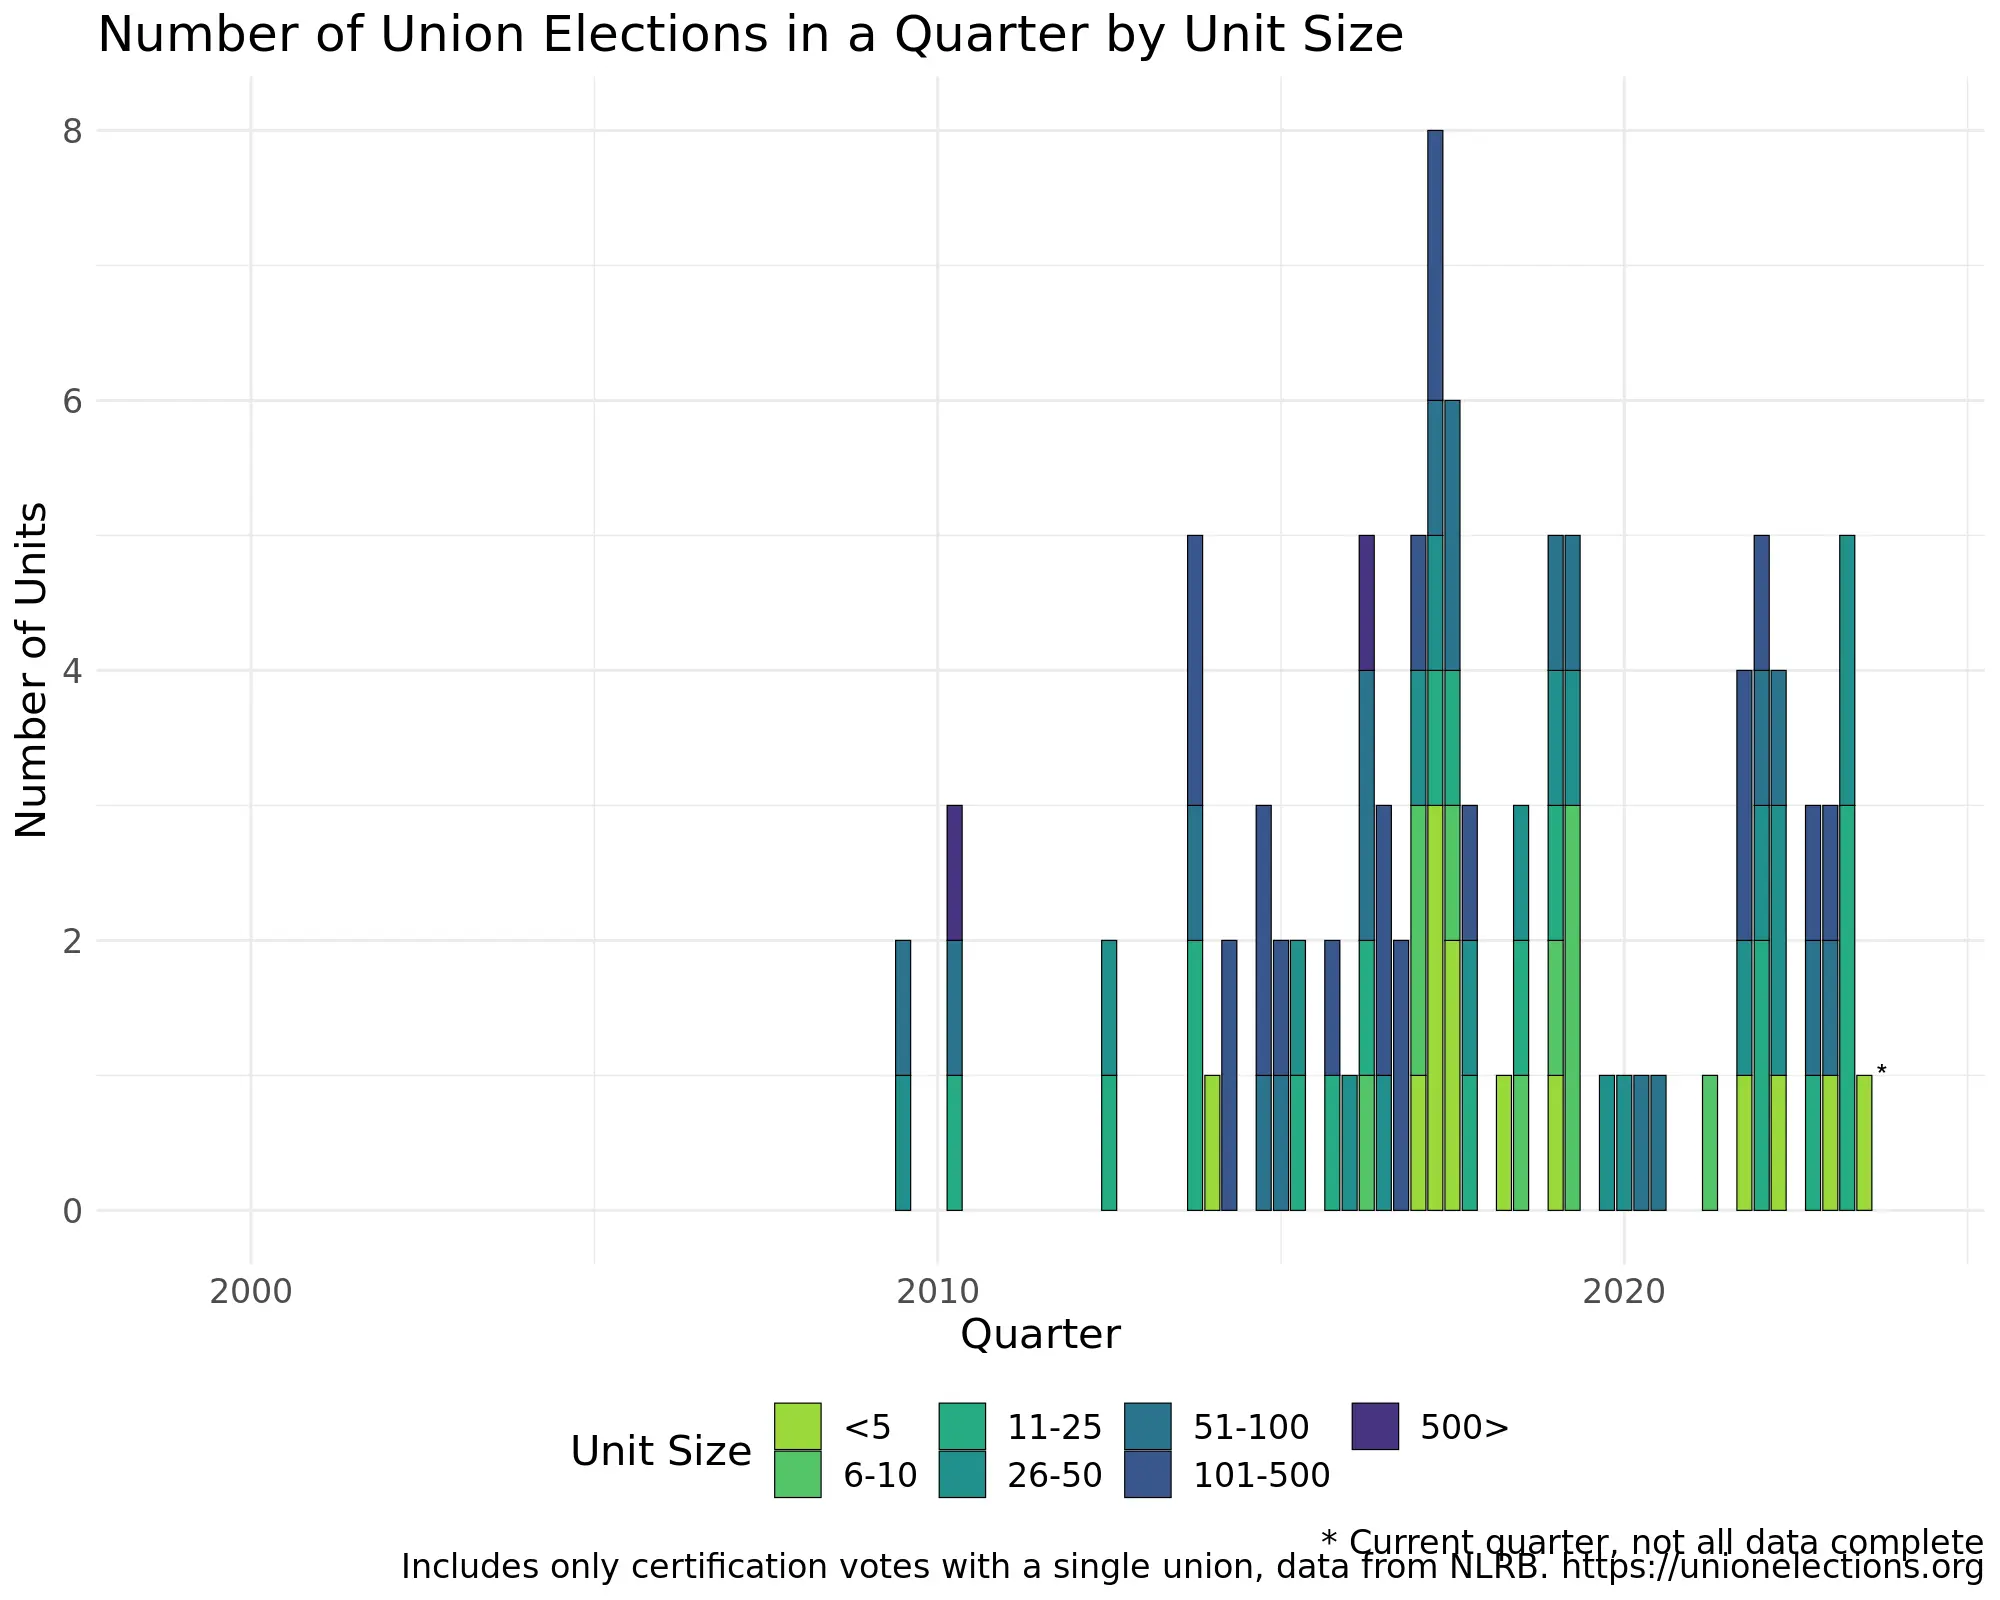 Number of Union Elections in a Quarter by Unit Size
Number of Units
8
6
4
2
0
*
2000 2010 2020
Quarter
Unit Size
<5 11-25 51-100 500>
6-10 26-50 101-500
* Current quarter, not all data complete
Includes only certification votes with a single union, data from NLRB. https://unionelections.org